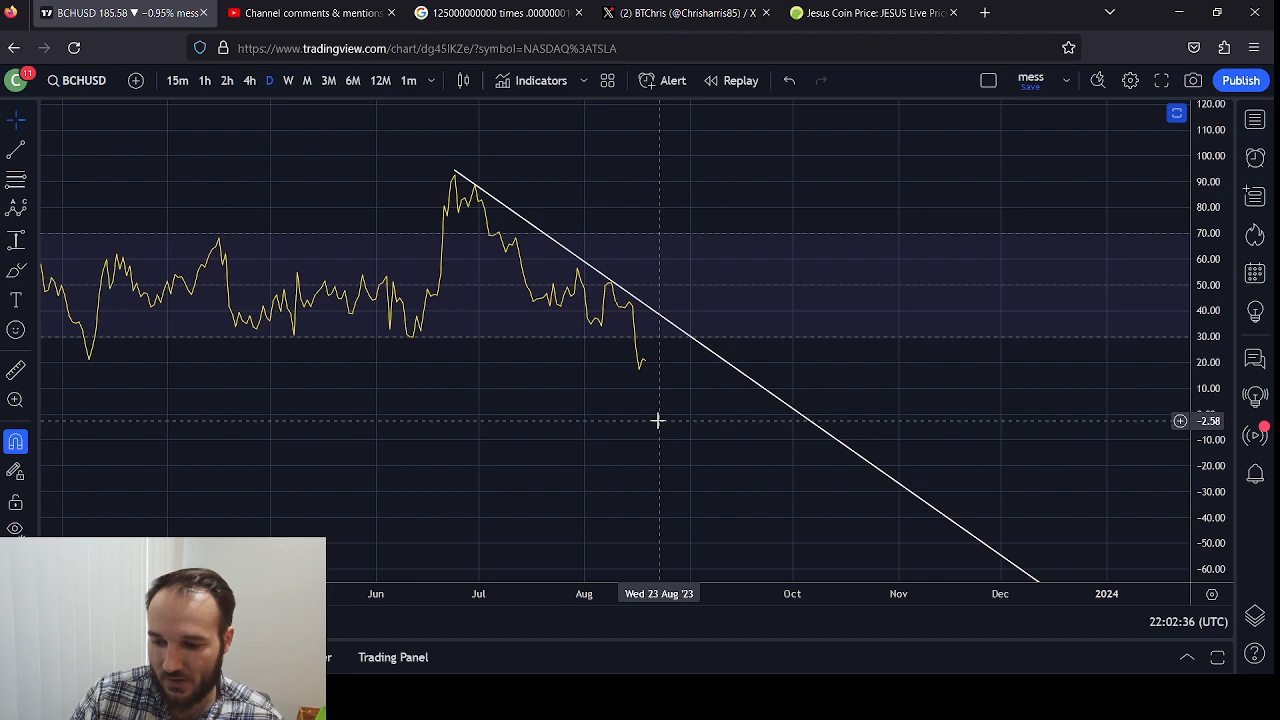 BCHUSD 185.58 ▼ −0.95% mess
Channel comments & mentions
125000000000 times .00000001
(2) BTChris (@Chrisharris85) / X
Jesus Coin Price: JESUS Live Pric
https://www.tradingview.com/chart/dg45IKZe/?symbol=NASDAQ%3ATSLA
C
11
BCHUSD
15m 1h 2h 4h D W M 3M 6M 12M 1m
Indicators
Alert
Replay
mess
Save
Publish
120.00
110.00
100.00
90.00
80.00
70.00
60.00
50.00
40.00
30.00
20.00
10.00
−2.58
−10.00
−20.00
−30.00
−40.00
−50.00
−60.00
Jun Jul Aug Wed 23 Aug '23 Oct Nov Dec 2024
22:02:36 (UTC)
Trading Panel